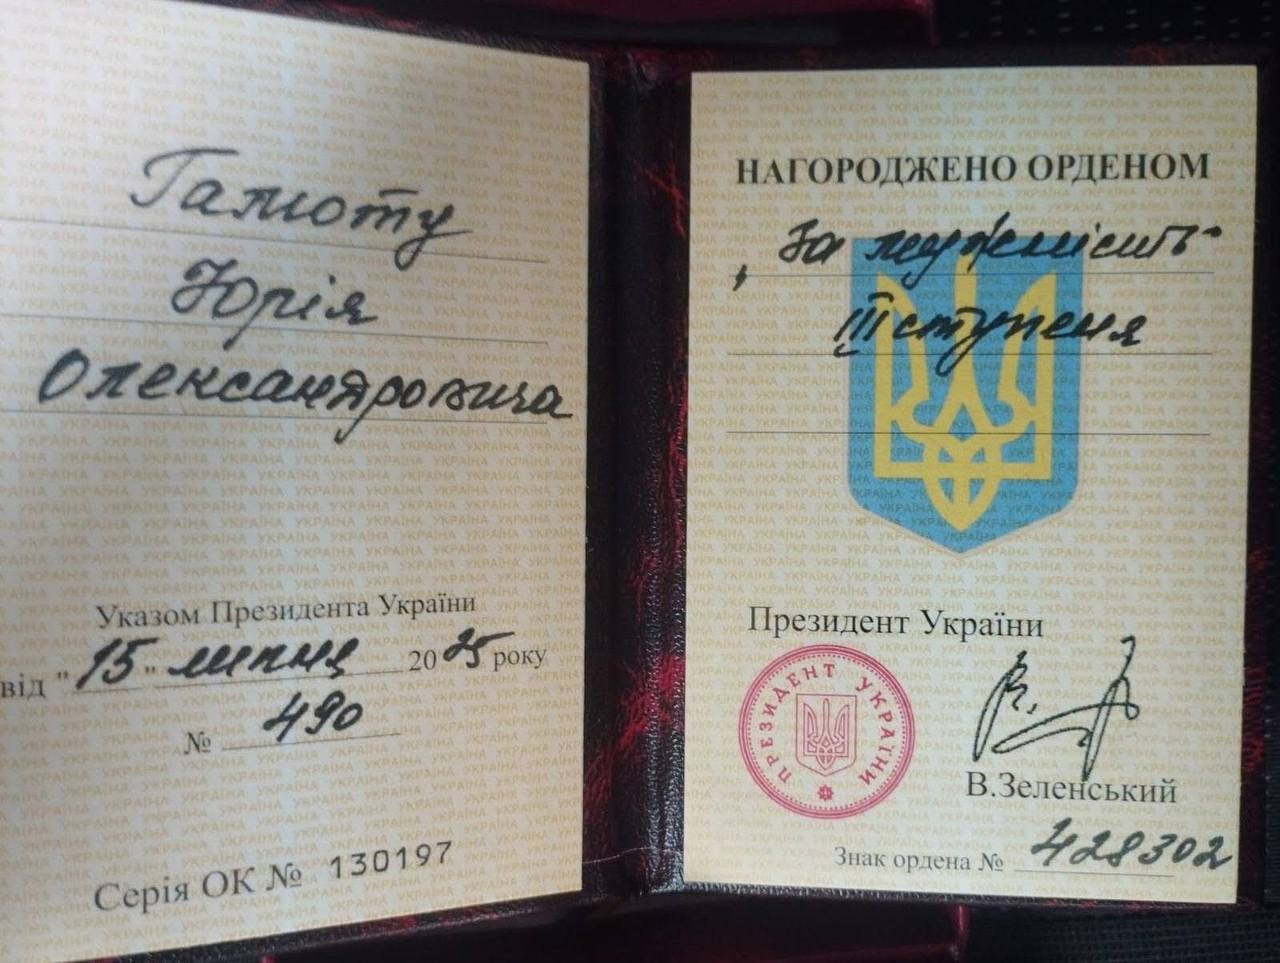 Галюту
Юрія
Олександровича
Указом Президента України
від "15" липня 2025 року
№ 490
Серія ОК № 130197
НАГОРОДЖЕНО ОРДЕНОМ
„За мужність"
ІІІ ступеня
Президент України
ПРЕЗИДЕНТ УКРАЇНИ
В.Зеленський
Знак ордена № 428302